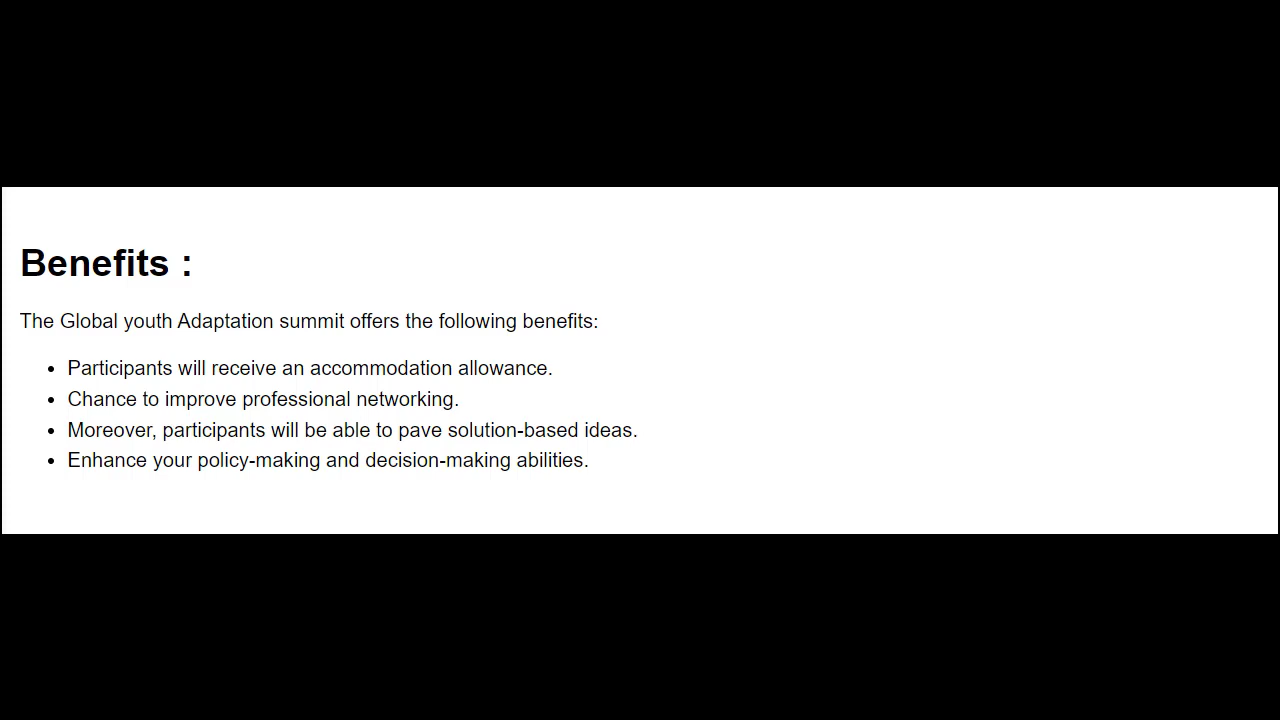 Benefits :
The Global youth Adaptation summit offers the following benefits:
• Participants will receive an accommodation allowance.
• Chance to improve professional networking.
• Moreover, participants will be able to pave solution-based ideas.
• Enhance your policy-making and decision-making abilities.